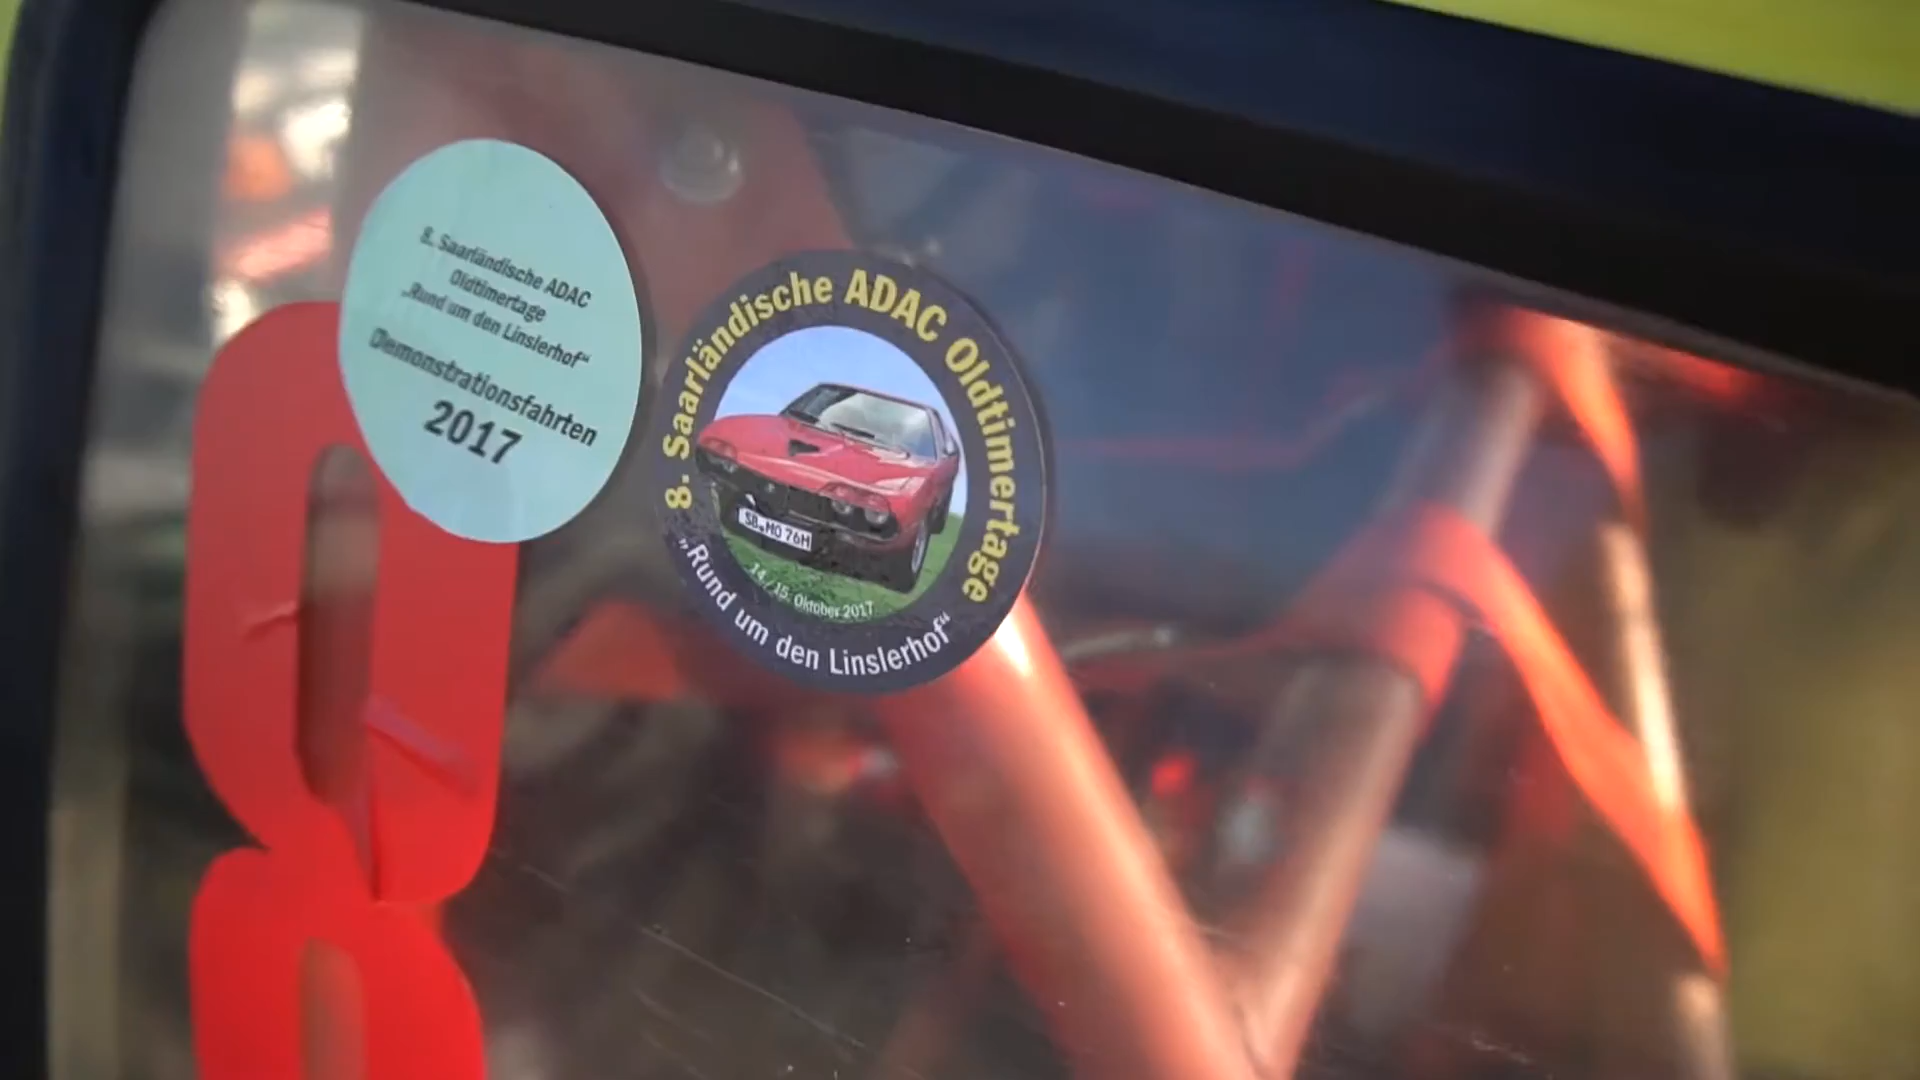 8. Saarländische ADAC
Oldtimertage
„Rund um den Linslerhof“
Demonstrationsfahrten
2017
8. Saarländische ADAC Oldtimertage
SB MO 76H
14./15. Oktober 2017
„Rund um den Linslerhof“
8